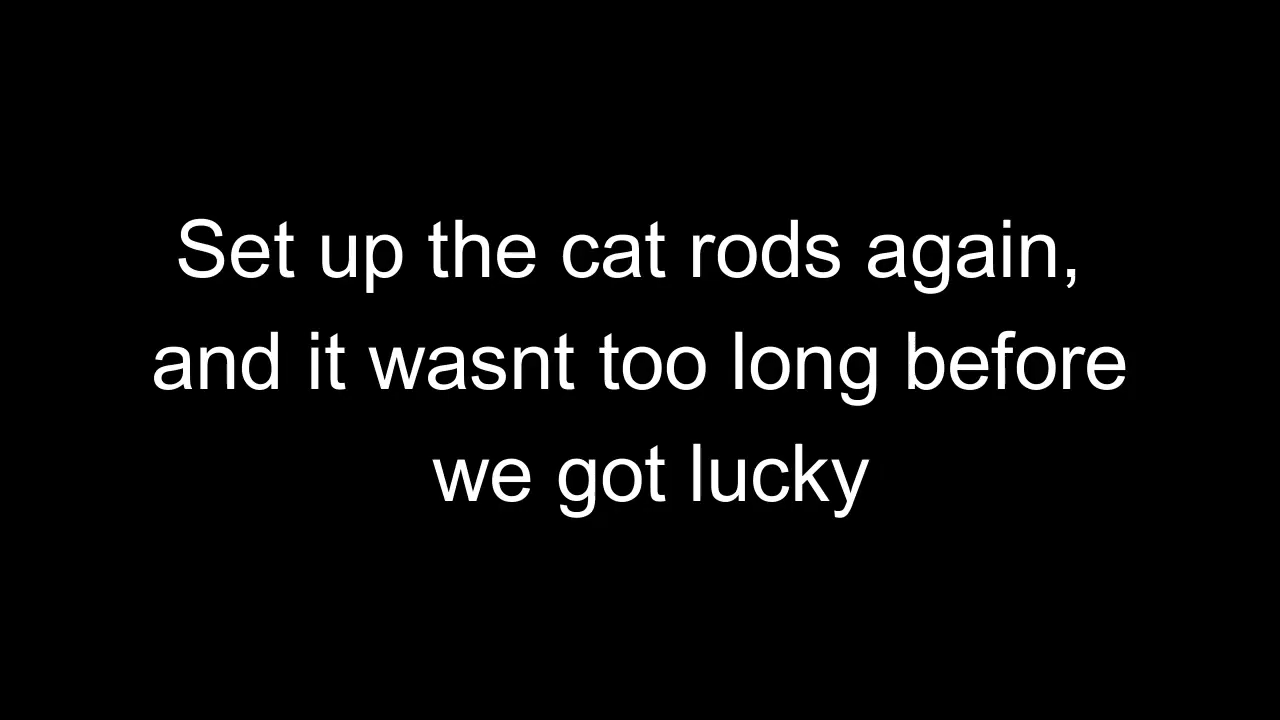 Set up the cat rods again,
and it wasnt too long before
we got lucky